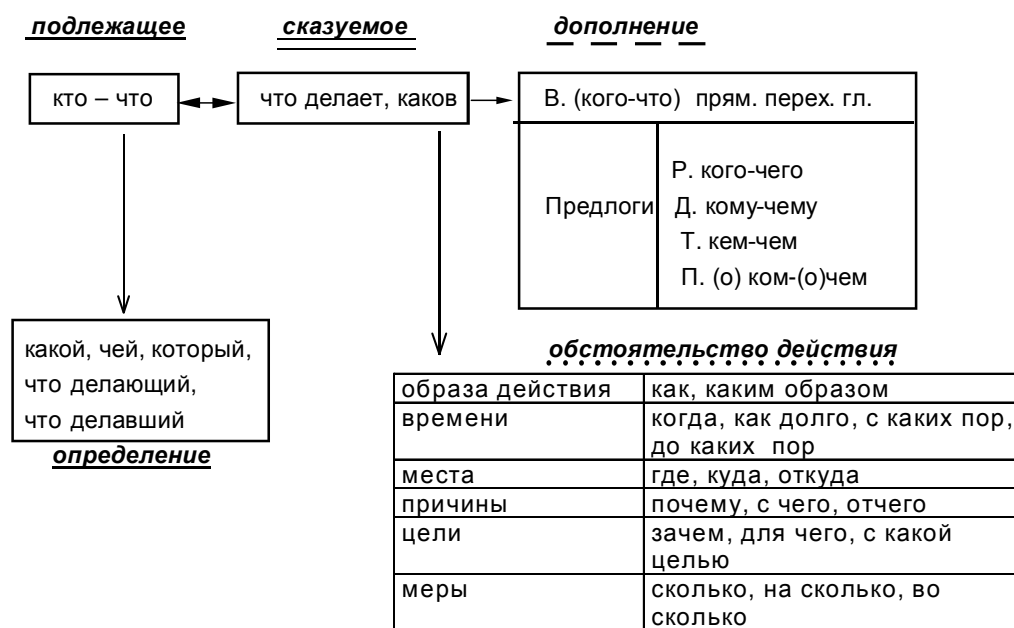 подлежащее
сказуемое
дополнение
кто – что
что делает, каков
В. (кого-что) прям. перех. гл.
Предлоги
Р. кого-чего
Д. кому-чему
Т. кем-чем
П. (о) ком-(о)чем
какой, чей, который,
что делающий,
что делавший
определение
обстоятельство действия
образа действия
как, каким образом
времени
когда, как долго, с каких пор,
до каких пор
места
где, куда, откуда
причины
почему, с чего, отчего
цели
зачем, для чего, с какой
целью
меры
сколько, на сколько, во
сколько